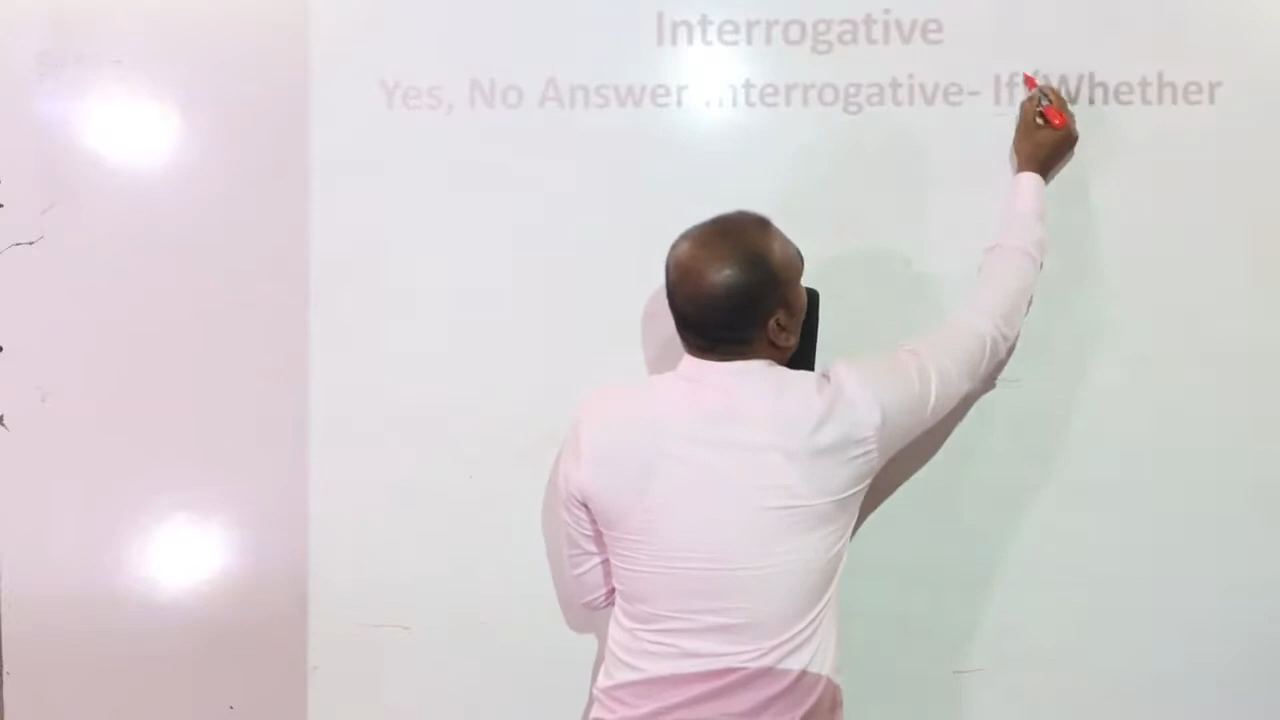 Interrogative
Yes, No Answer Interrogative- If/Whether